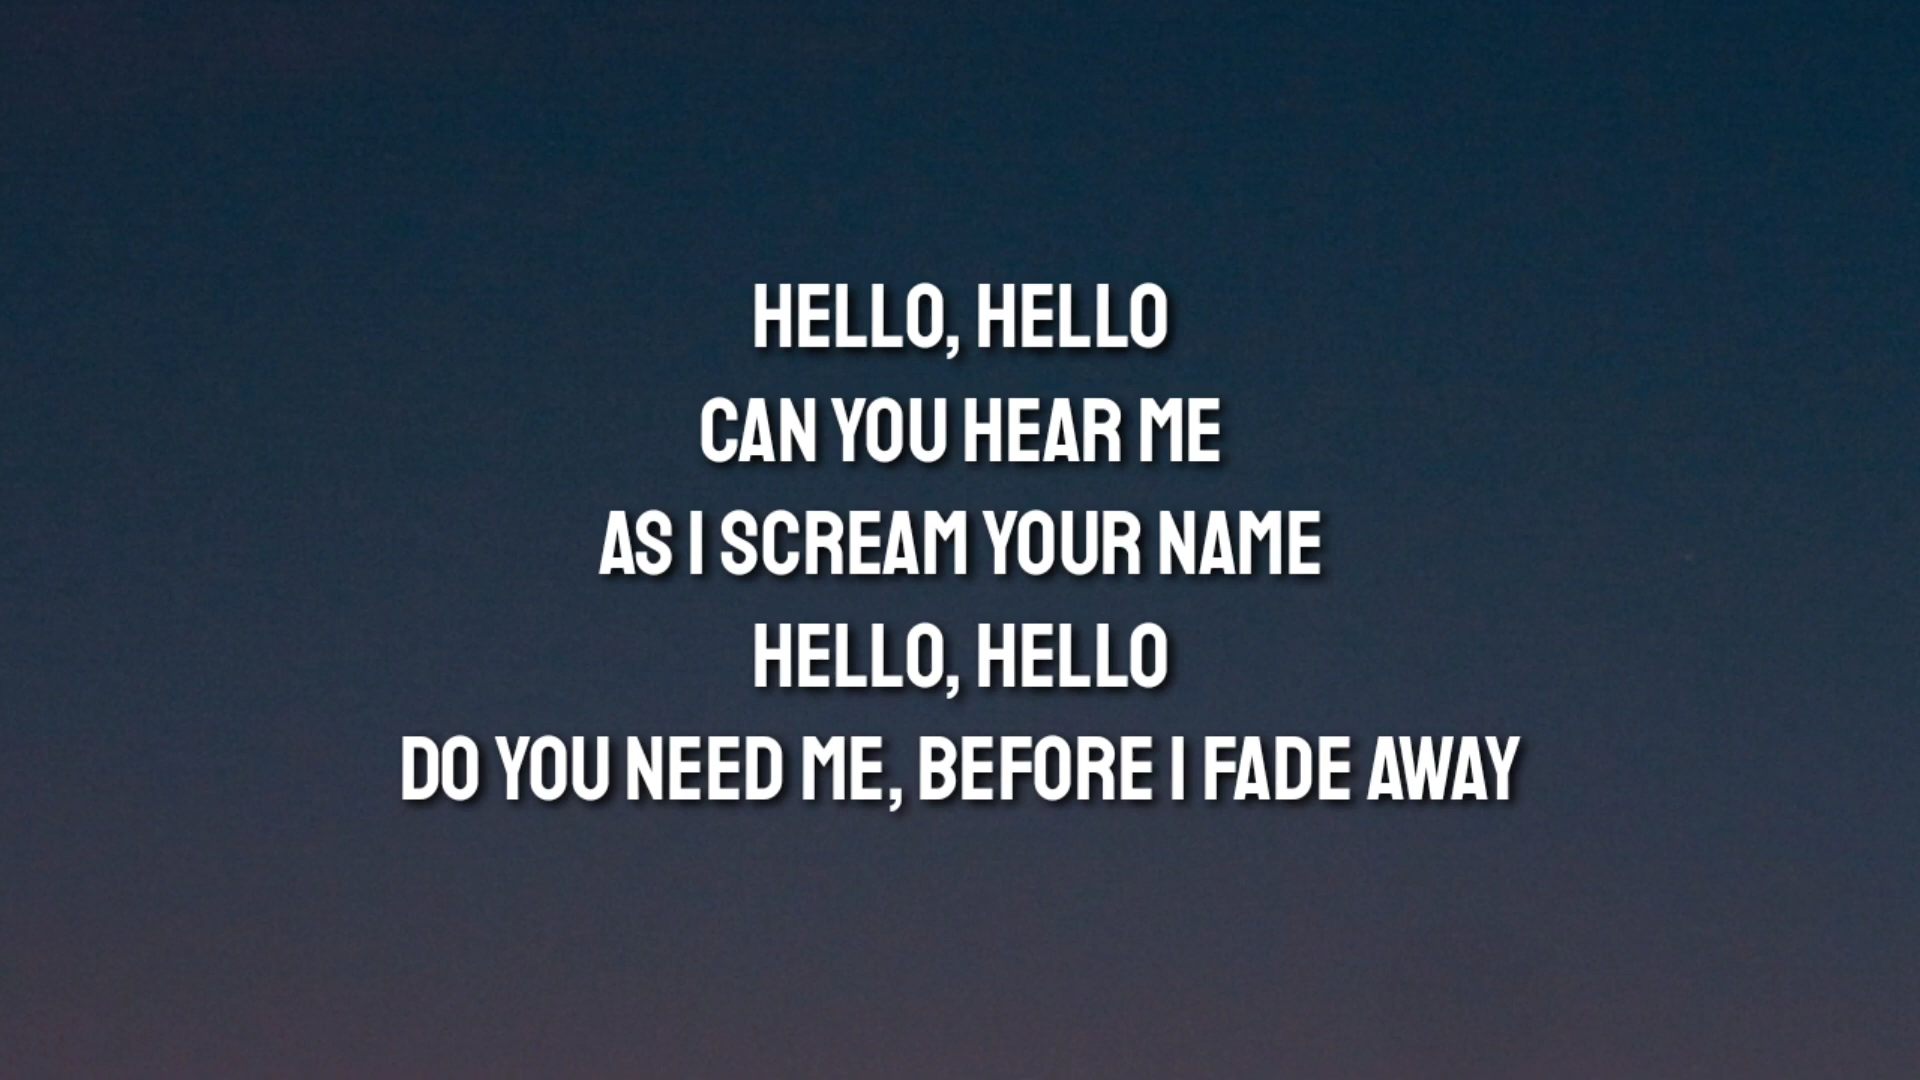 HELLO, HELLO
CAN YOU HEAR ME
AS I SCREAM YOUR NAME
HELLO, HELLO
DO YOU NEED ME, BEFORE I FADE AWAY